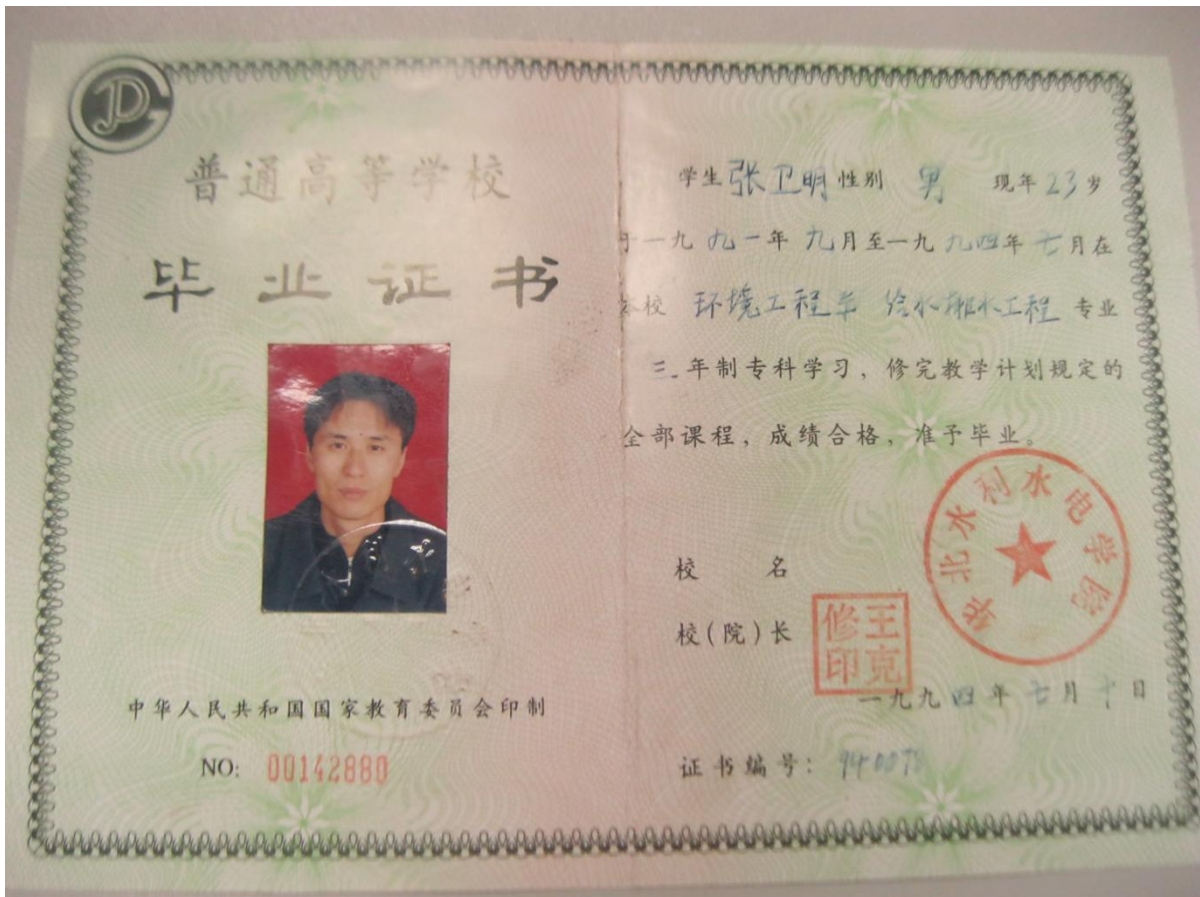 普通高等学校
毕业证书
中华人民共和国国家教育委员会印制
NO: 00142880
学生 张卫明 性别 男 现年 23 岁
于一九九一年 九月至一九九四年 七月在
本校 环境工程系 给水排水工程 专业
三年制专科学习，修完教学计划规定的
全部课程，成绩合格，准予毕业。
华北水利水电学院
校 名
校(院)长
王克修印
一九九四年七月十日
证书编号: 940078